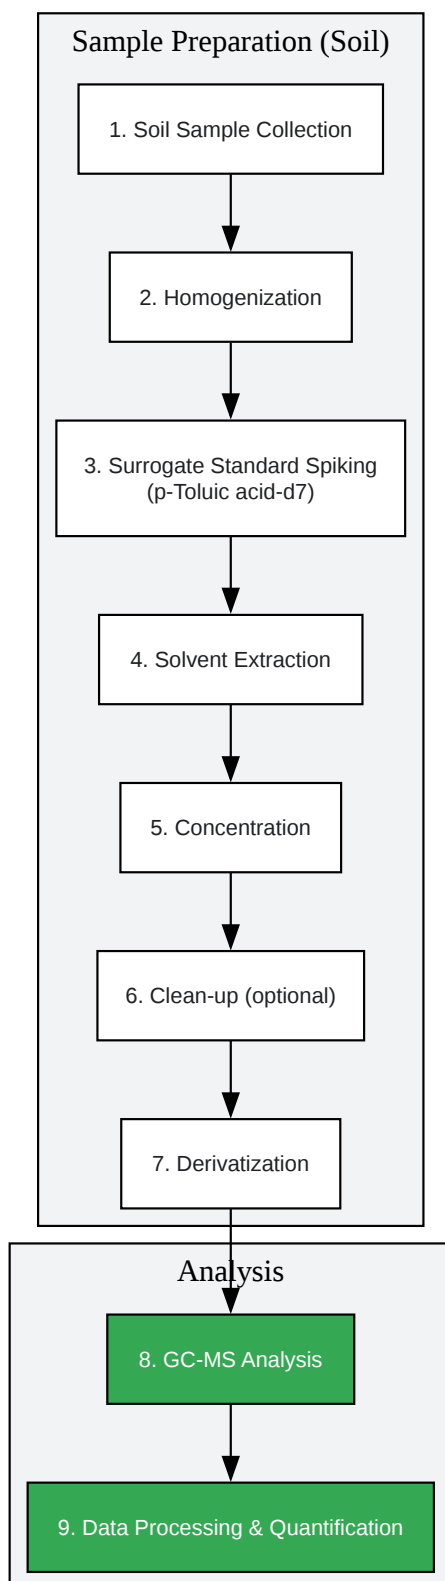 Sample Preparation (Soil)
1. Soil Sample Collection
2. Homogenization
3. Surrogate Standard Spiking
(p-Toluic acid-d7)
4. Solvent Extraction
5. Concentration
6. Clean-up (optional)
7. Derivatization
Analysis
8. GC-MS Analysis
9. Data Processing & Quantification